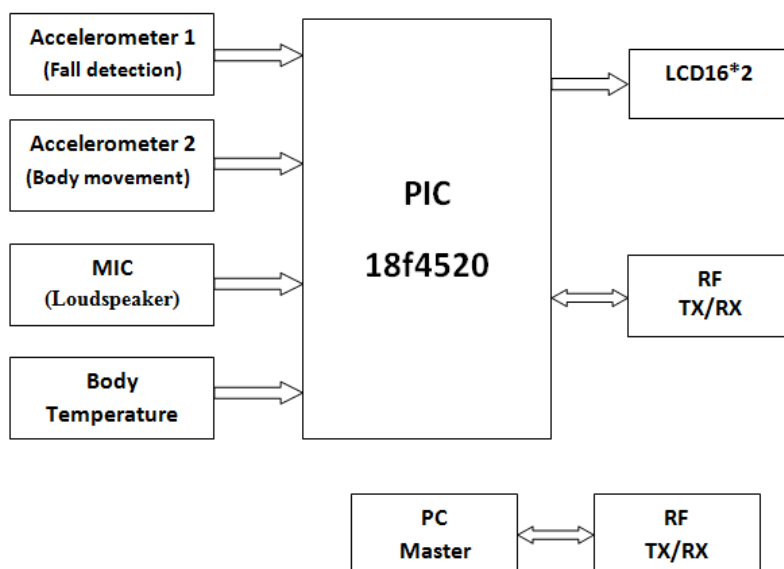 Accelerometer 1
(Fall detection)
Accelerometer 2
(Body movement)
MIC
(Loudspeaker)
Body
Temperature
PIC
18f4520
LCD16*2
RF
TX/RX
PC
Master
RF
TX/RX